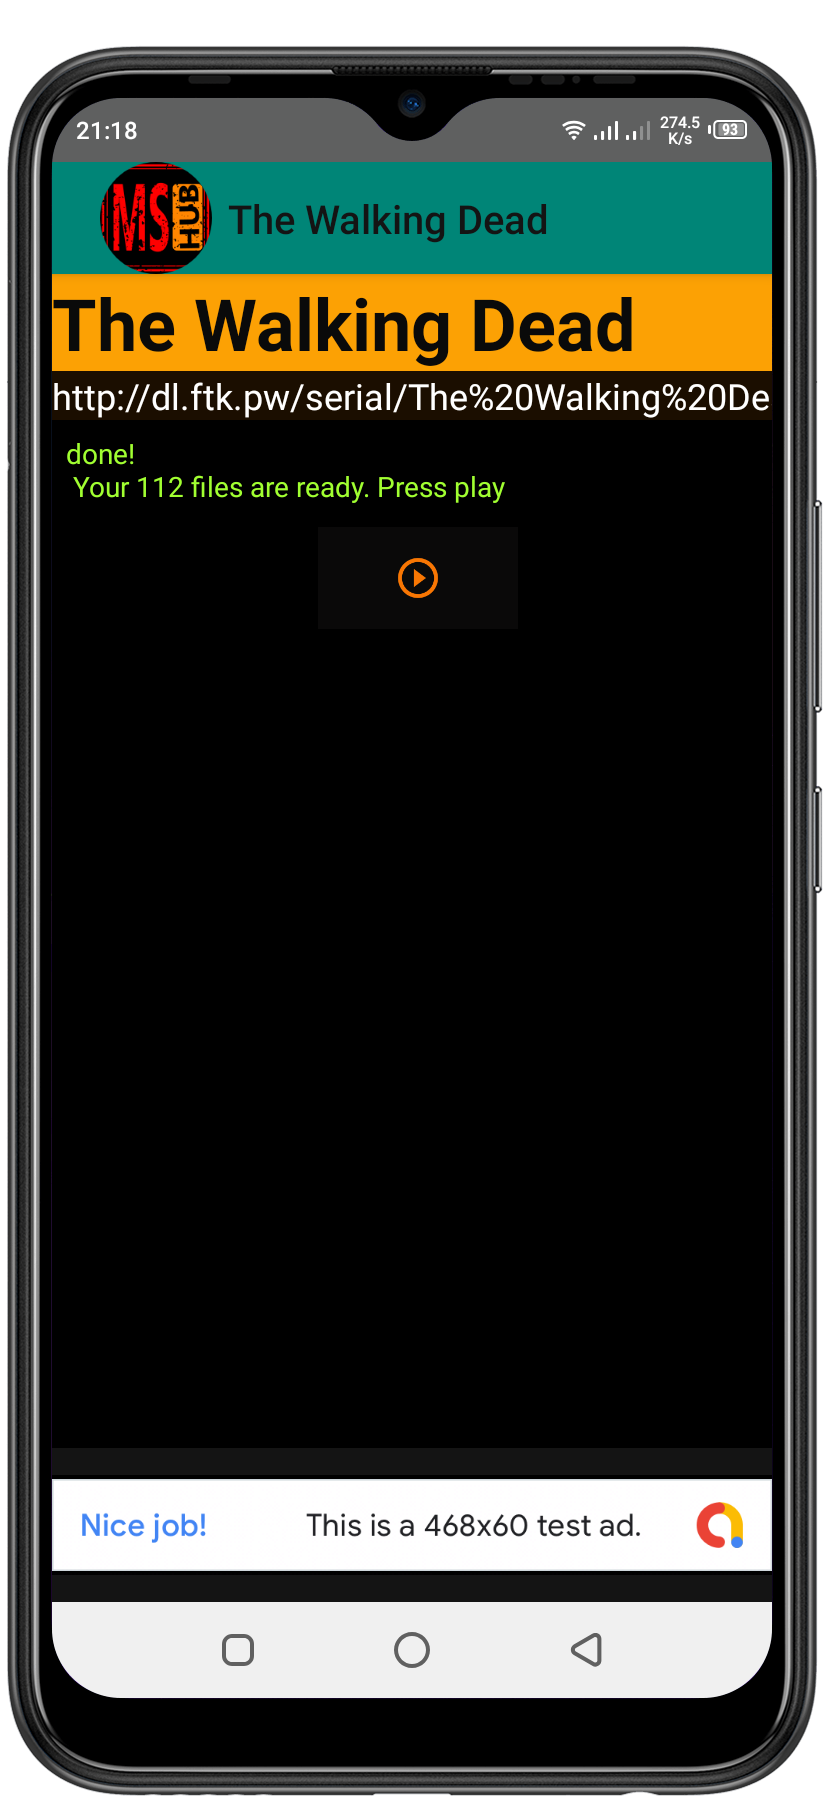 21:18
274.5
K/s
93
MS
HUB
The Walking Dead
The Walking Dead
http://dl.ftk.pw/serial/The%20Walking%20De
done!
Your 112 files are ready. Press play
Nice job!
This is a 468x60 test ad.